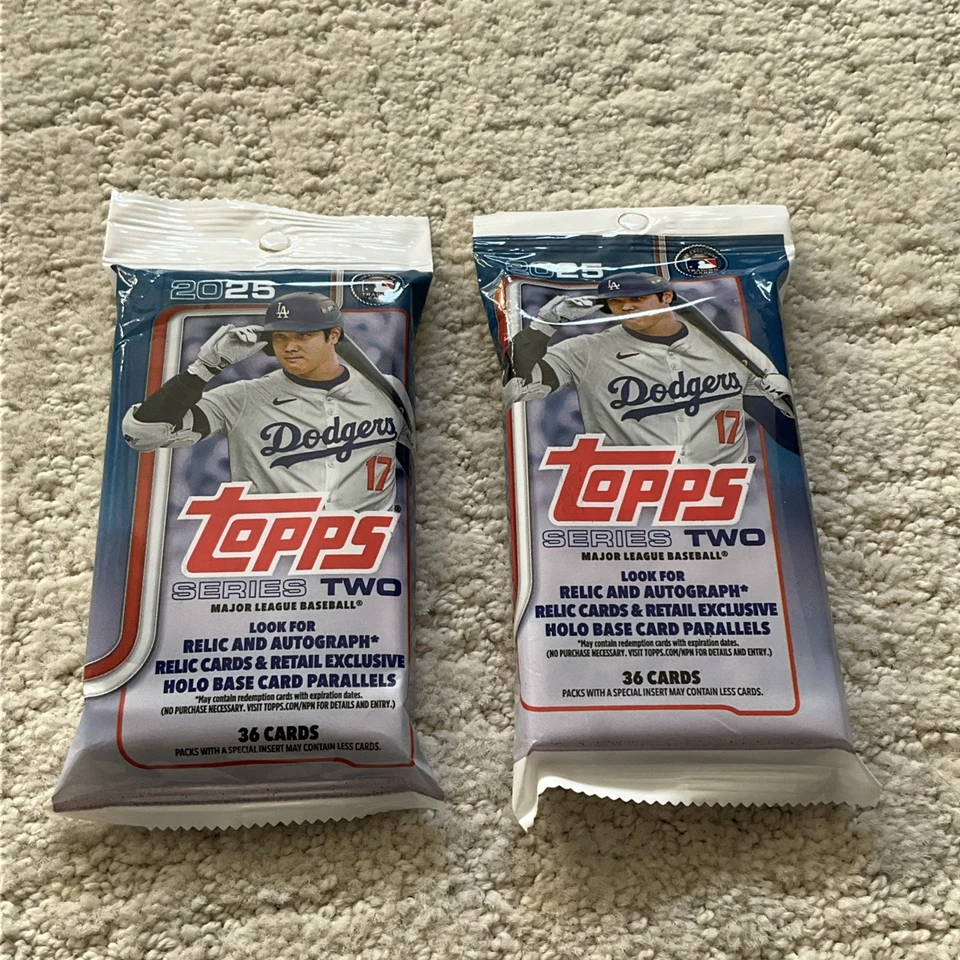 2025
LA
Dodgers
17
TOPPS®
SERIES TWO
MAJOR LEAGUE BASEBALL®
LOOK FOR
RELIC AND AUTOGRAPH*
RELIC CARDS & RETAIL EXCLUSIVE
HOLO BASE CARD PARALLELS
*May contain redemption cards with expiration dates.
(NO PURCHASE NECESSARY. VISIT TOPPS.COM/NPN FOR DETAILS AND ENTRY.)
36 CARDS
PACKS WITH A SPECIAL INSERT MAY CONTAIN LESS CARDS.
2025
Dodgers
17
TOPPS®
SERIES TWO
MAJOR LEAGUE BASEBALL®
LOOK FOR
RELIC AND AUTOGRAPH*
RELIC CARDS & RETAIL EXCLUSIVE
HOLO BASE CARD PARALLELS
*May contain redemption cards with expiration dates.
(NO PURCHASE NECESSARY. VISIT TOPPS.COM/NPN FOR DETAILS AND ENTRY.)
36 CARDS
PACKS WITH A SPECIAL INSERT MAY CONTAIN LESS CARDS.